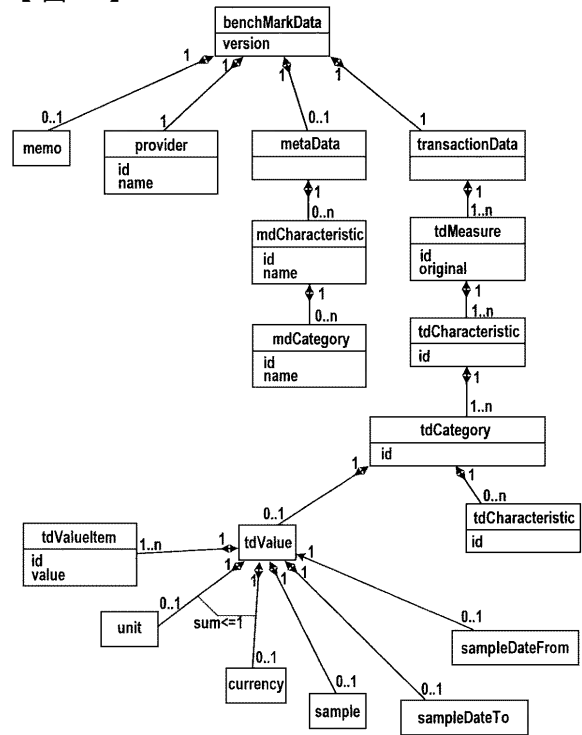 benchMarkData
version
1
1
1
1
0..1
1
0..1
1
memo
provider
id
name
metaData
transactionData
1
0..n
1
1..n
mdCharacteristic
id
name
tdMeasure
id
original
1
0..n
1
1..n
mdCategory
id
name
tdCharacteristic
id
1
1..n
tdCategory
id
1
1
0..1
0..n
tdCharacteristic
id
tdValueItem
id
value
1..n
1
tdValue
1
1
1
1
1
0..1
unit
sum<=1
0..1
currency
0..1
sample
0..1
sampleDateTo
0..1
sampleDateFrom